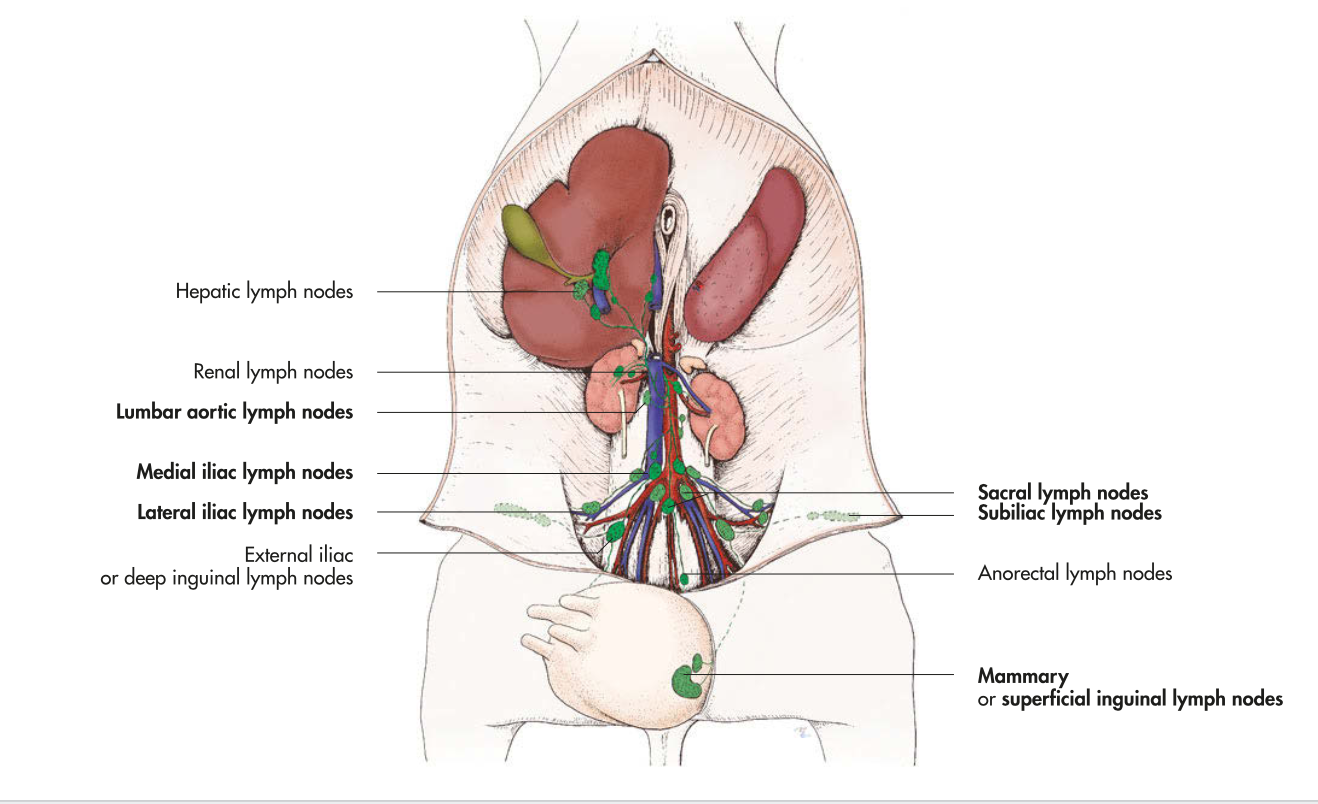 Hepatic lymph nodes
Renal lymph nodes
Lumbar aortic lymph nodes
Medial iliac lymph nodes
Lateral iliac lymph nodes
External iliac
or deep inguinal lymph nodes
Sacral lymph nodes
Subiliac lymph nodes
Anorectal lymph nodes
Mammary
or superficial inguinal lymph nodes